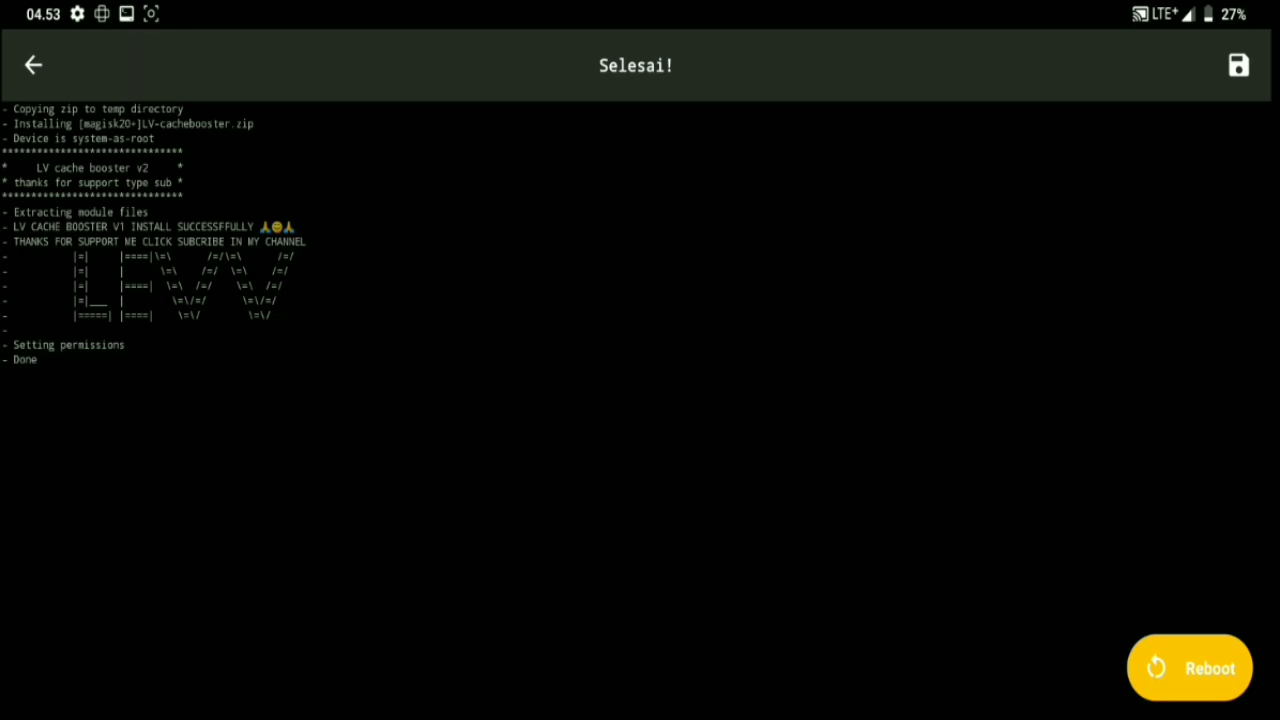 04.53 LTE+ 27%
Selesai!
- Copying zip to temp directory
- Installing [magisk20+]LV-cachebooster.zip
- Device is system-as-root
*******************************
* LV cache booster v2 *
* thanks for support type sub *
*******************************
- Extracting module files
- LV CACHE BOOSTER V1 INSTALL SUCCESSFFULLY 🙏😊🙏
- THANKS FOR SUPPORT ME CLICK SUBCRIBE IN MY CHANNEL
- |=| |====|\=\ /=/\=\ /=/
- |=| | \=\ /=/ \=\ /=/
- |=| |====| \=\ /=/ \=\ /=/
- |=|___ | \=\/=/ \=\/=/
- |=====| |====| \=\/ \=\/
-
- Setting permissions
- Done
Reboot